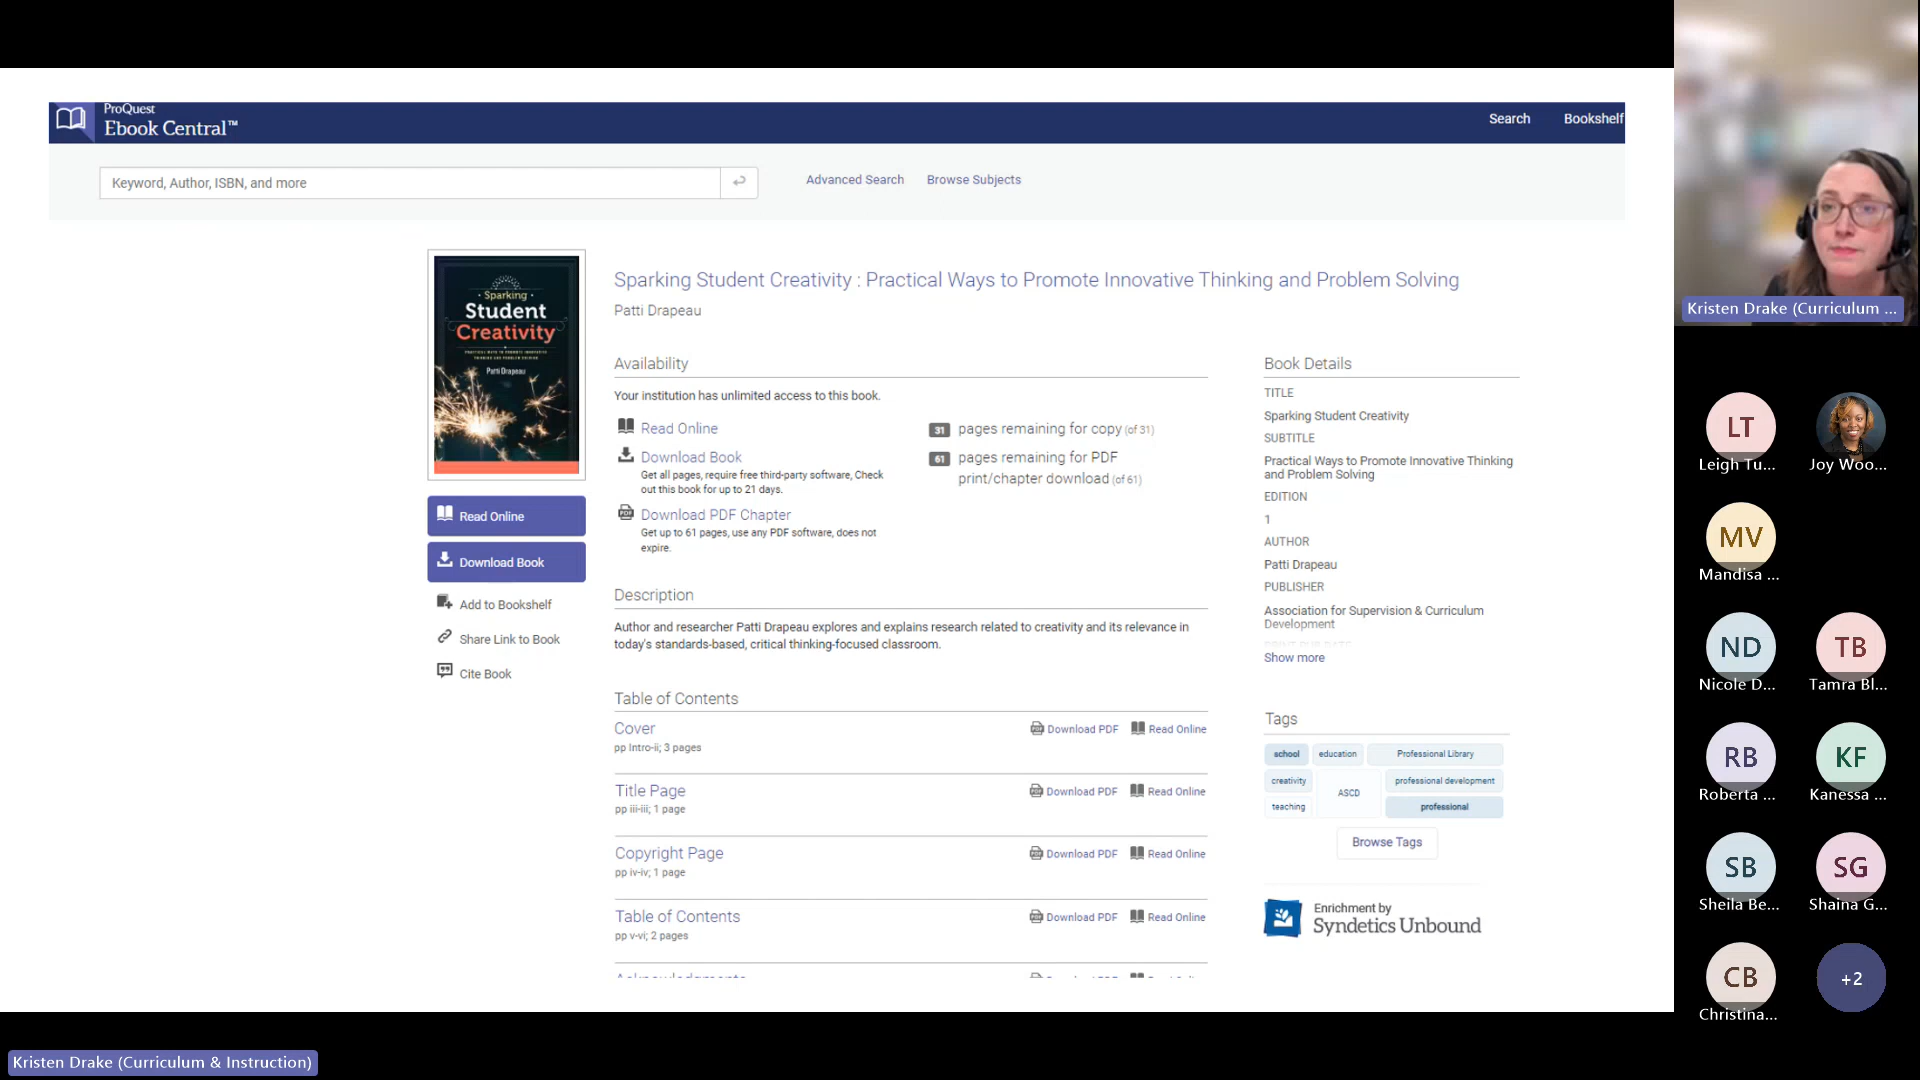 ProQuest
Ebook Central™
Search
Bookshelf
Keyword, Author, ISBN, and more
Advanced Search
Browse Subjects
Sparking
Student
Creativity
PRACTICAL WAYS TO PROMOTE INNOVATIVE
THINKING AND PROBLEM SOLVING
Patti Drapeau
Read Online
Download Book
Add to Bookshelf
Share Link to Book
Cite Book
Sparking Student Creativity : Practical Ways to Promote Innovative Thinking and Problem Solving
Patti Drapeau
Availability
Your institution has unlimited access to this book.
Read Online
Download Book
Get all pages, require free third-party software, Check
out this book for up to 21 days.
Download PDF Chapter
Get up to 61 pages, use any PDF software, does not
expire.
31 pages remaining for copy (of 31)
61 pages remaining for PDF
print/chapter download (of 61)
Description
Author and researcher Patti Drapeau explores and explains research related to creativity and its relevance in
today's standards-based, critical thinking-focused classroom.
Table of Contents
Cover
Download PDF
Read Online
pp Intro-ii; 3 pages
Title Page
Download PDF
Read Online
pp iii-iii; 1 page
Copyright Page
Download PDF
Read Online
pp iv-iv; 1 page
Table of Contents
Download PDF
Read Online
pp v-vi; 2 pages
Book Details
TITLE
Sparking Student Creativity
SUBTITLE
Practical Ways to Promote Innovative Thinking
and Problem Solving
EDITION
1
AUTHOR
Patti Drapeau
PUBLISHER
Association for Supervision & Curriculum
Development
Show more
Tags
school
education
Professional Library
creativity
professional development
ASCD
teaching
professional
Browse Tags
Enrichment by
Syndetics Unbound
Kristen Drake (Curriculum ...
LT
Leigh Tu...
Joy Woo...
MV
Mandisa ...
ND
Nicole D...
TB
Tamra Bl...
RB
Roberta ...
KF
Kanessa ...
SB
Sheila Be...
SG
Shaina G...
CB
Christina...
+2
Kristen Drake (Curriculum & Instruction)